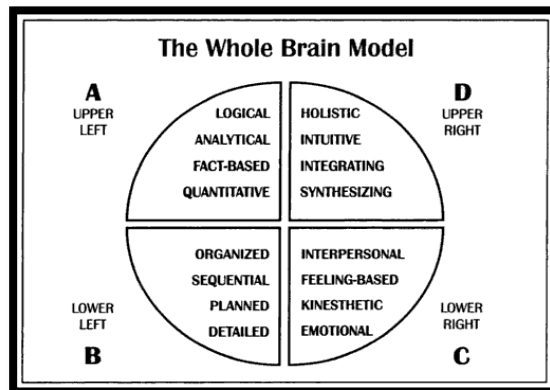 The Whole Brain Model
A
UPPER
LEFT
LOGICAL
ANALYTICAL
FACT-BASED
QUANTITATIVE
HOLISTIC
INTUITIVE
INTEGRATING
SYNTHESIZING
D
UPPER
RIGHT
LOWER
LEFT
B
ORGANIZED
SEQUENTIAL
PLANNED
DETAILED
INTERPERSONAL
FEELING-BASED
KINESTHETIC
EMOTIONAL
LOWER
RIGHT
C